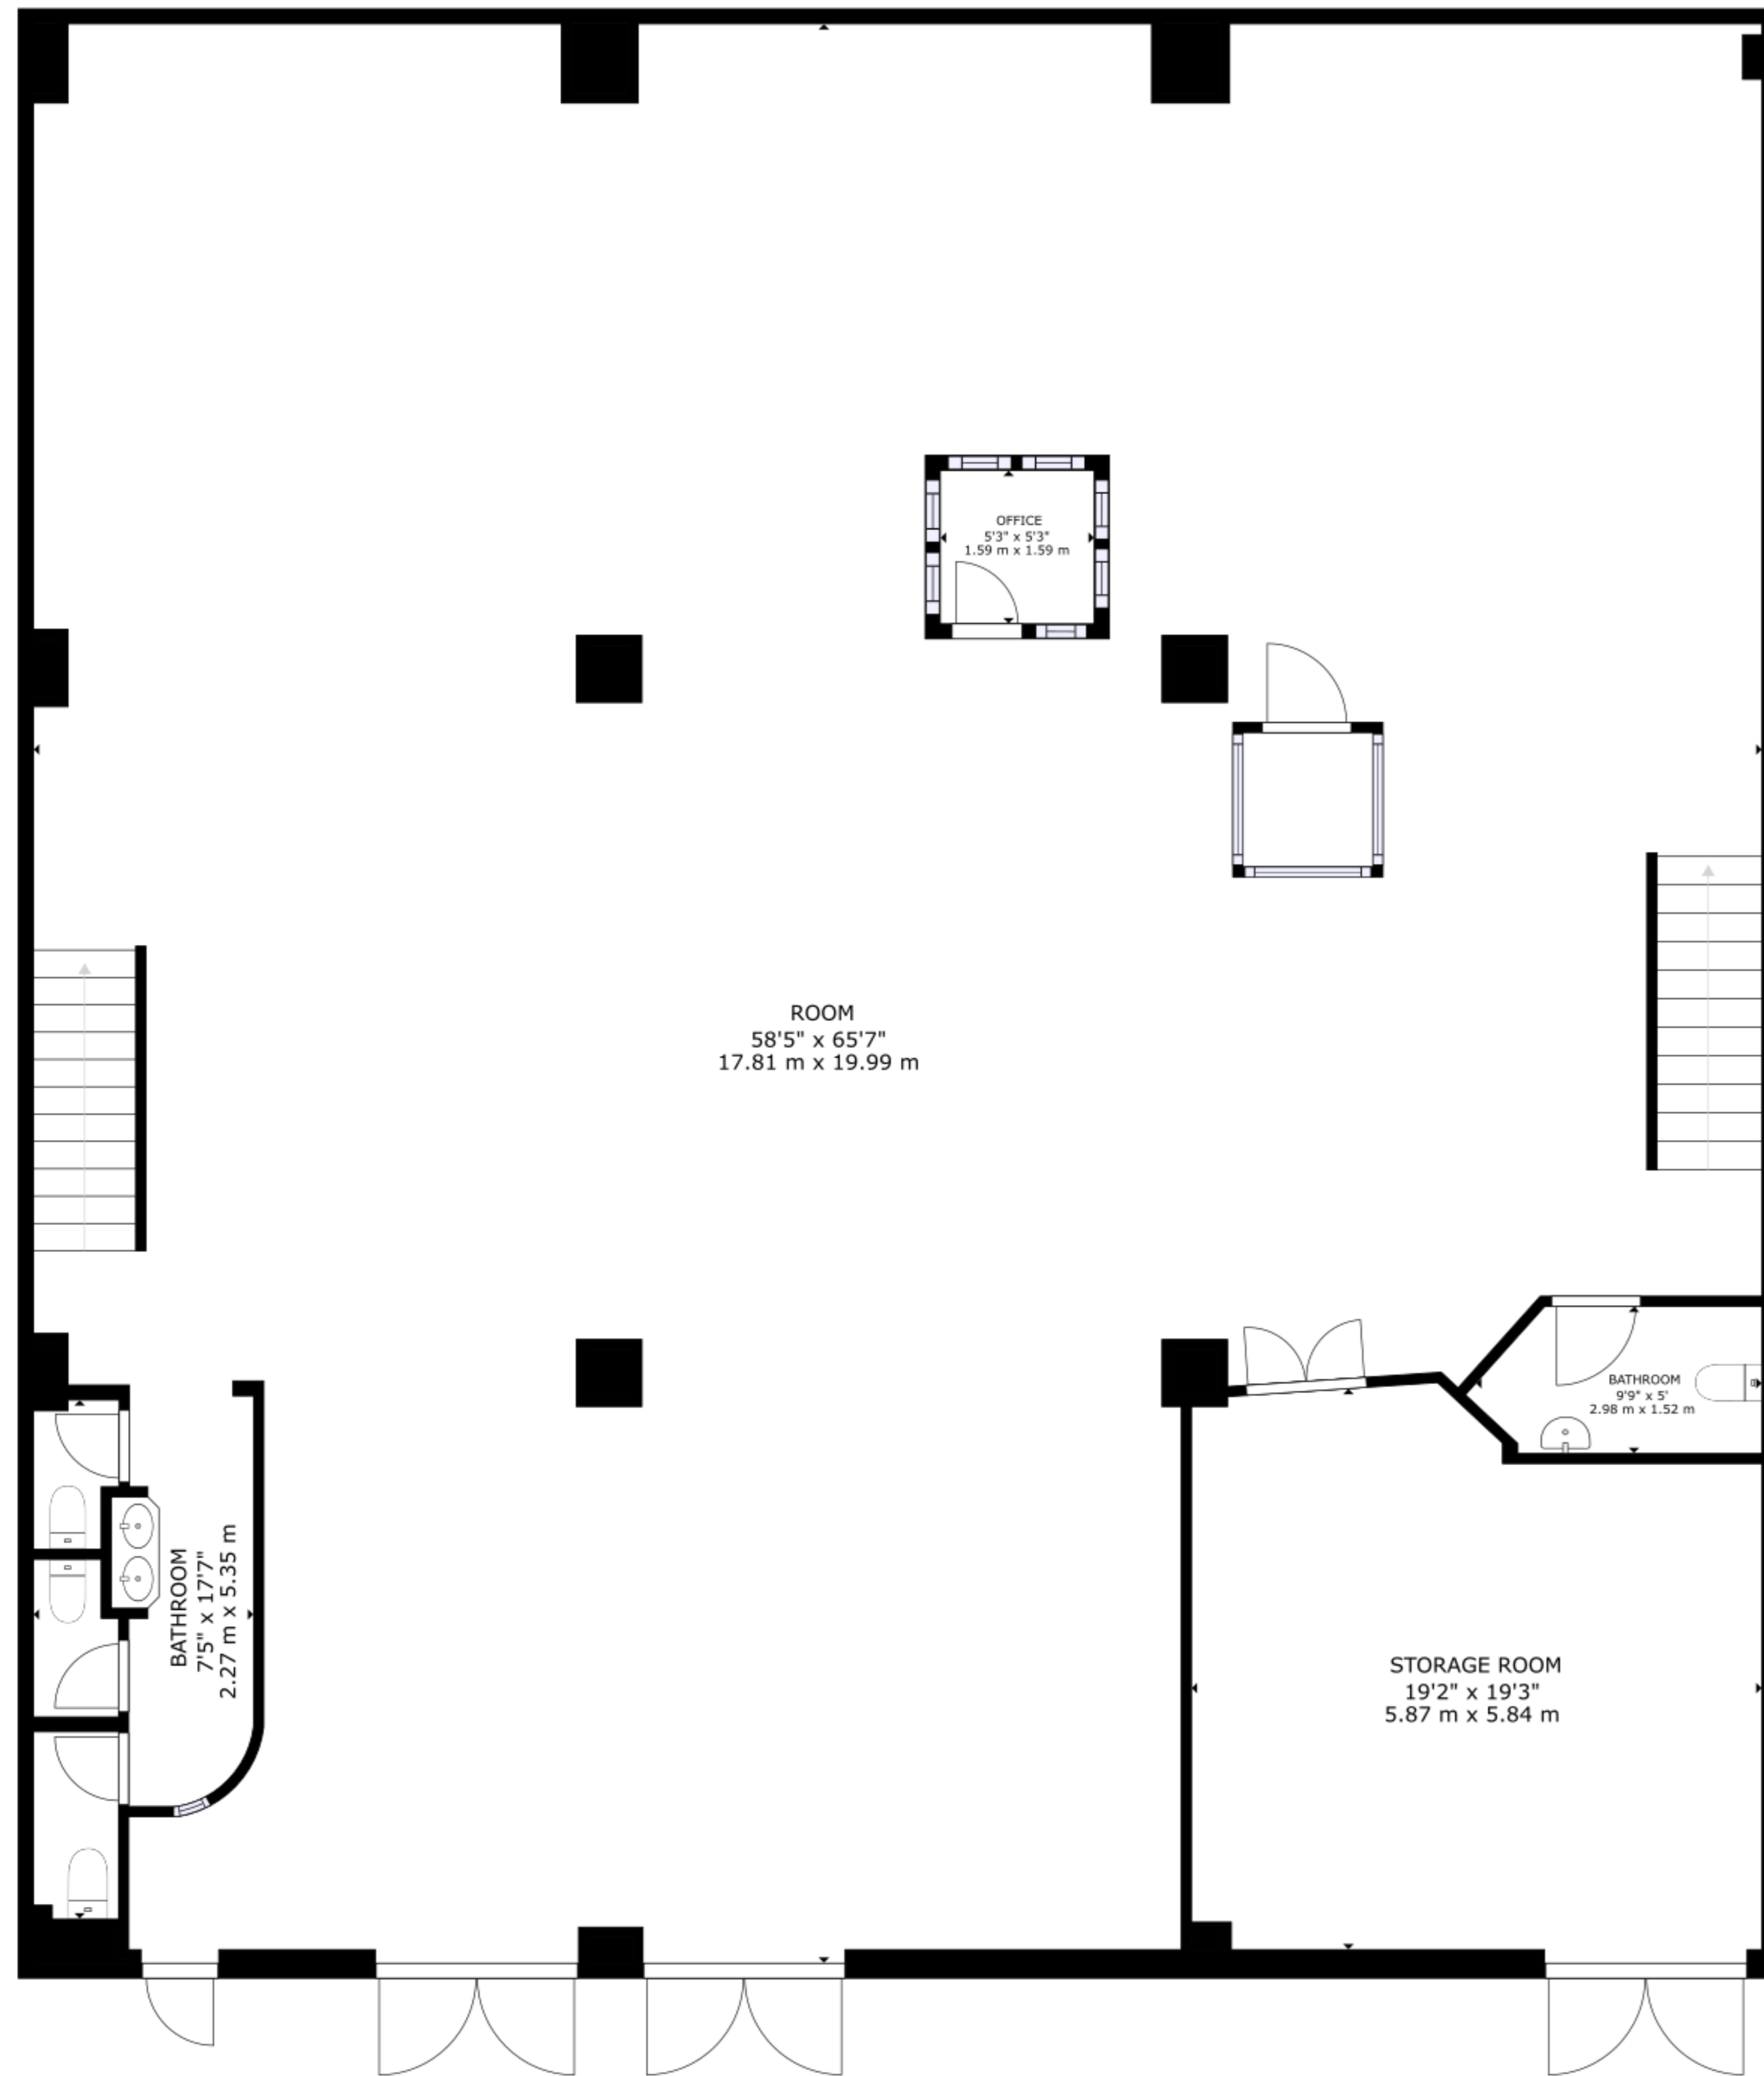 OFFICE
5'3" x 5'3"
1.59 m x 1.59 m
ROOM
58'5" x 65'7"
17.81 m x 19.99 m
BATHROOM
9'9" x 5'
2.98 m x 1.52 m
BATHROOM
7'5" x 17'7"
2.27 m x 5.35 m
STORAGE ROOM
19'2" x 19'3"
5.87 m x 5.84 m